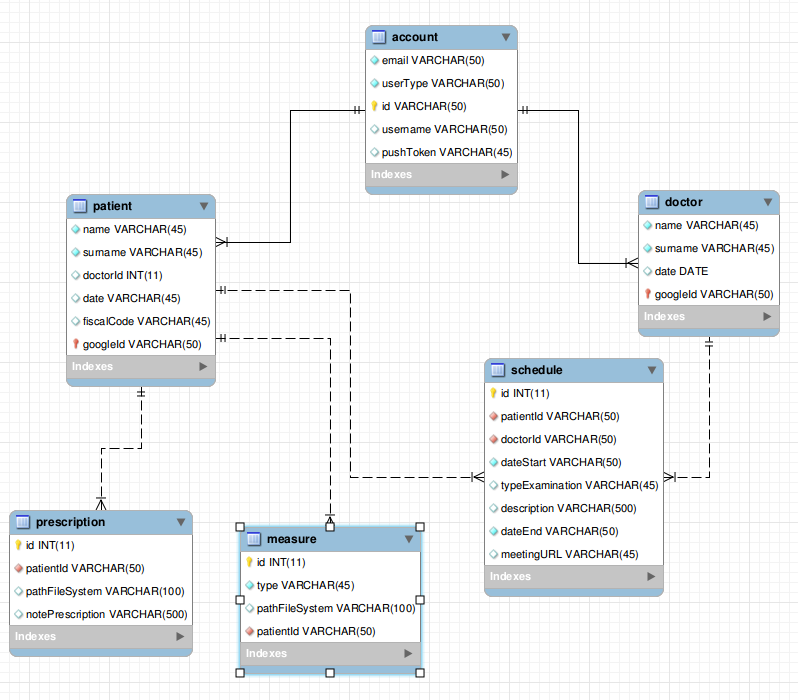 account
email VARCHAR(50)
userType VARCHAR(50)
id VARCHAR(50)
username VARCHAR(50)
pushToken VARCHAR(45)
Indexes
patient
name VARCHAR(45)
surname VARCHAR(45)
doctorId INT(11)
date VARCHAR(45)
fiscalCode VARCHAR(45)
googleId VARCHAR(50)
Indexes
doctor
name VARCHAR(45)
surname VARCHAR(45)
date DATE
googleId VARCHAR(50)
Indexes
schedule
id INT(11)
patientId VARCHAR(50)
doctorId VARCHAR(50)
dateStart VARCHAR(50)
typeExamination VARCHAR(45)
description VARCHAR(500)
dateEnd VARCHAR(50)
meetingURL VARCHAR(45)
Indexes
prescription
id INT(11)
patientId VARCHAR(50)
pathFileSystem VARCHAR(100)
notePrescription VARCHAR(500)
Indexes
measure
id INT(11)
type VARCHAR(45)
pathFileSystem VARCHAR(100)
patientId VARCHAR(50)
Indexes